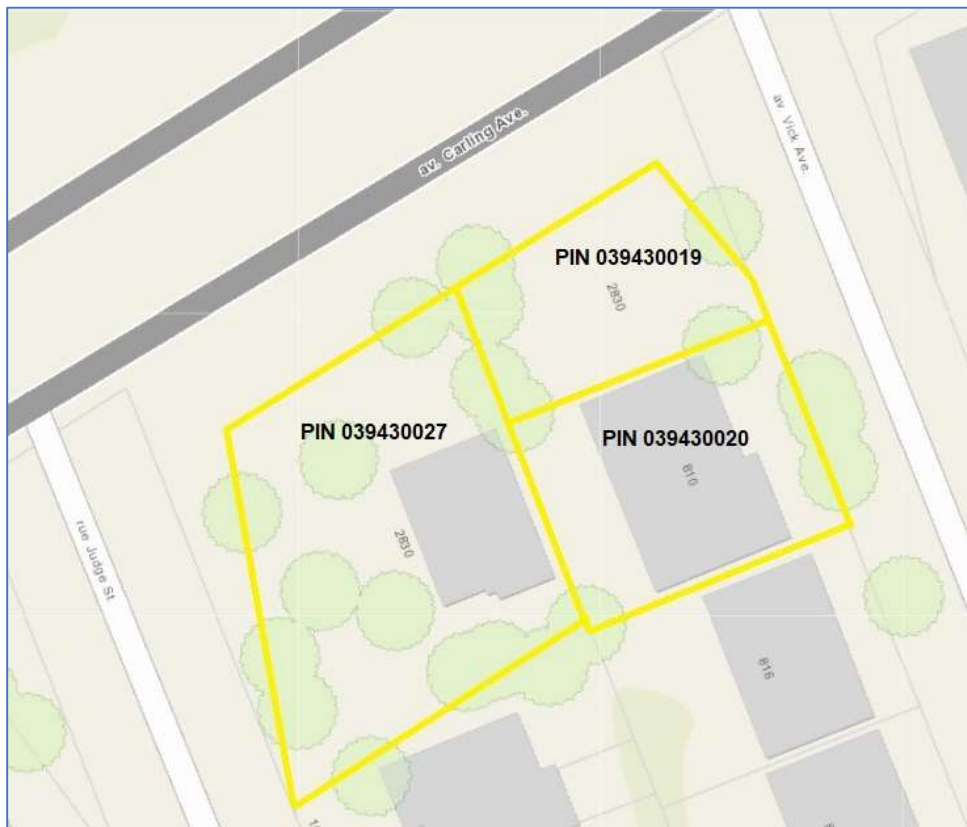 av. Carling Ave.
av. Vick Ave.
PIN 039430019
2830
PIN 039430027
PIN 039430020
810
2830
rue Judge St
816